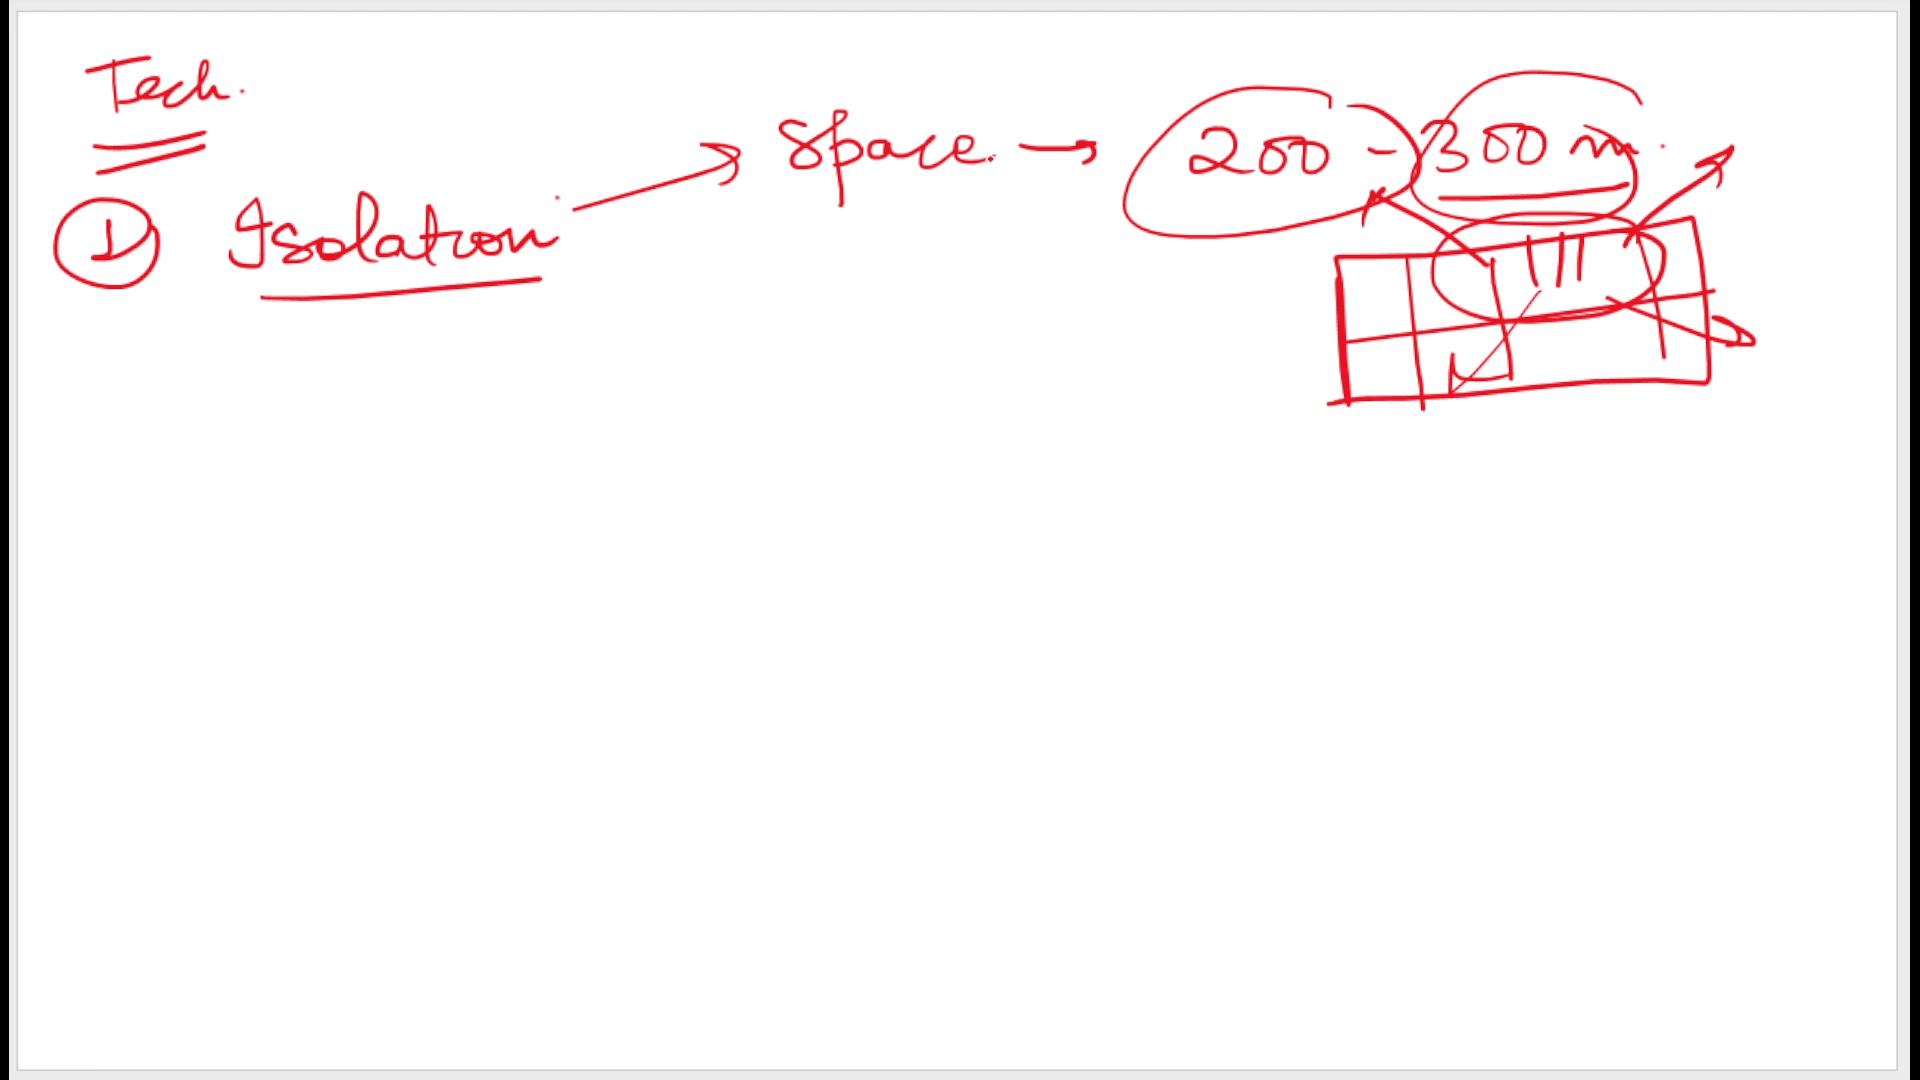 Tech.
① Isolation → Space. → 200 - 300 m.